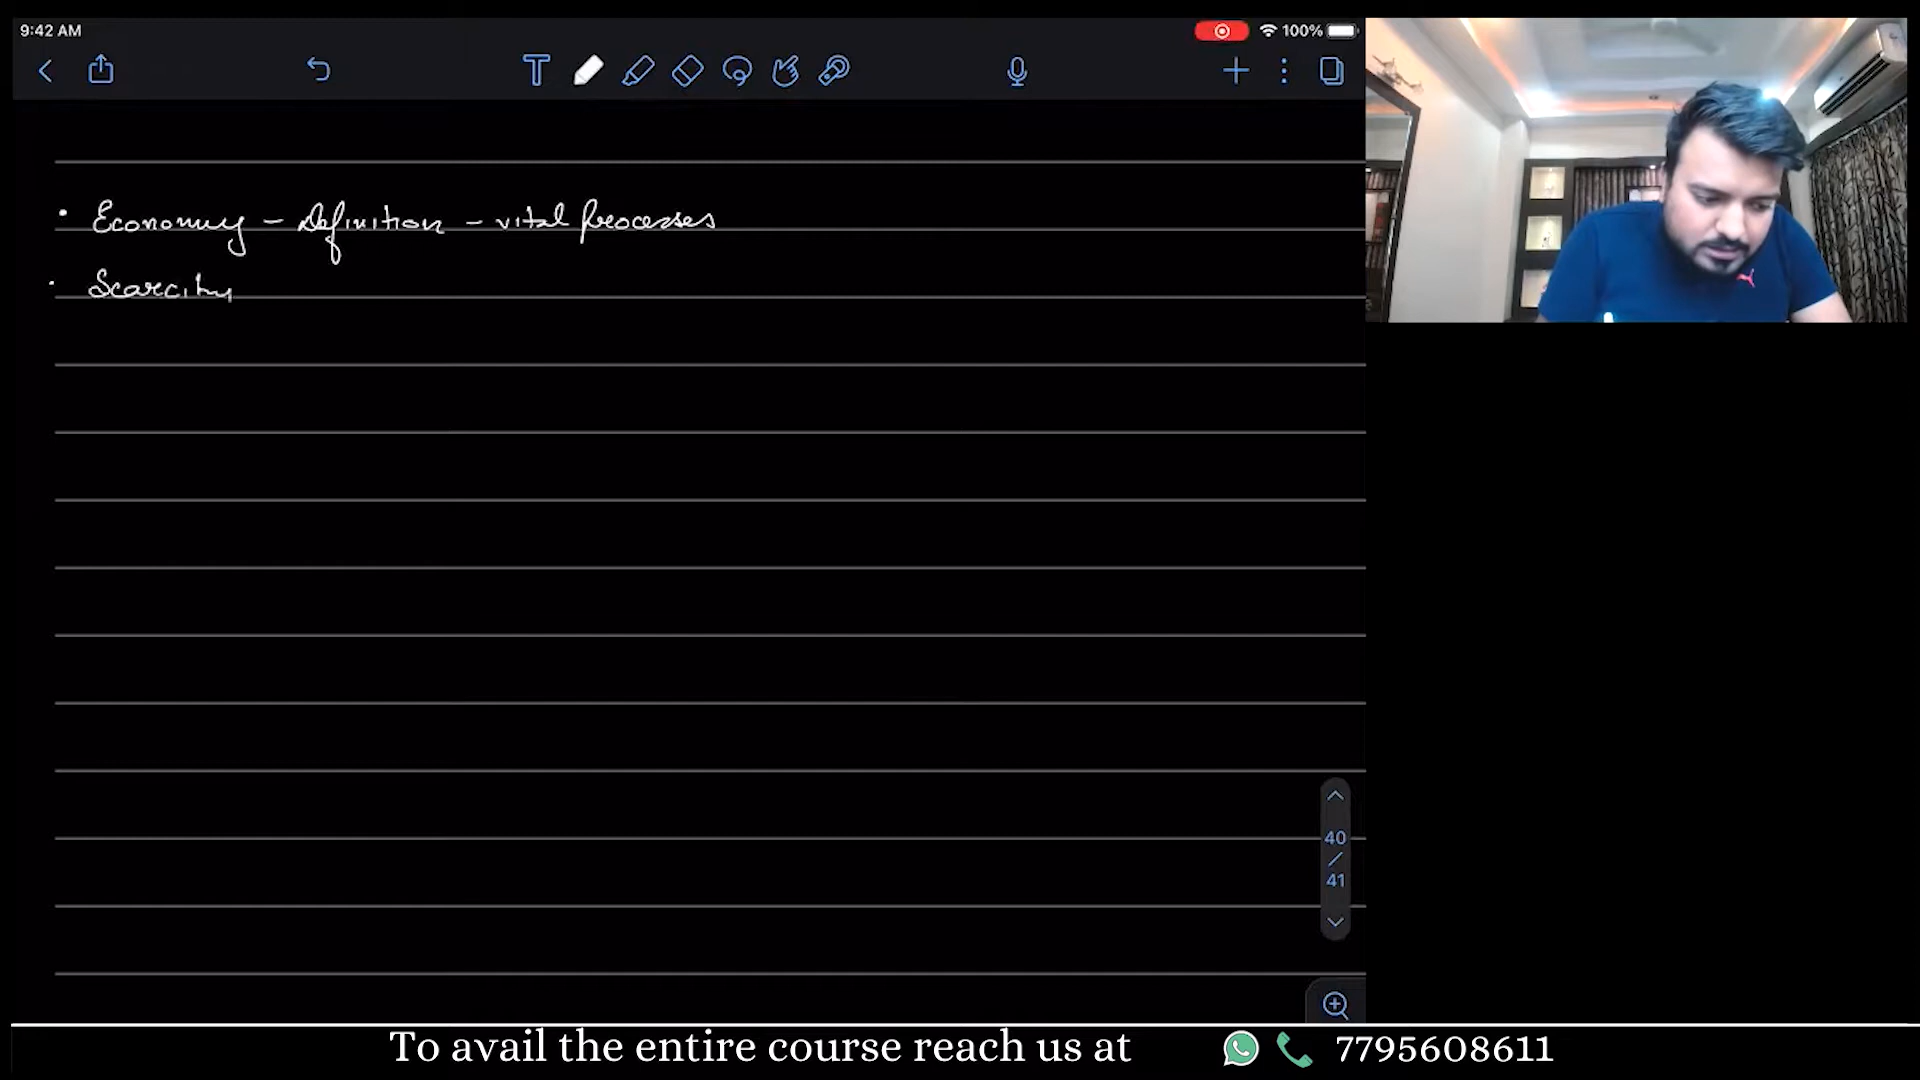 9:42 AM
100%
T
• Economy - Definition - vital processes
• Scarcity
40
/
41
To avail the entire course reach us at 7795608611